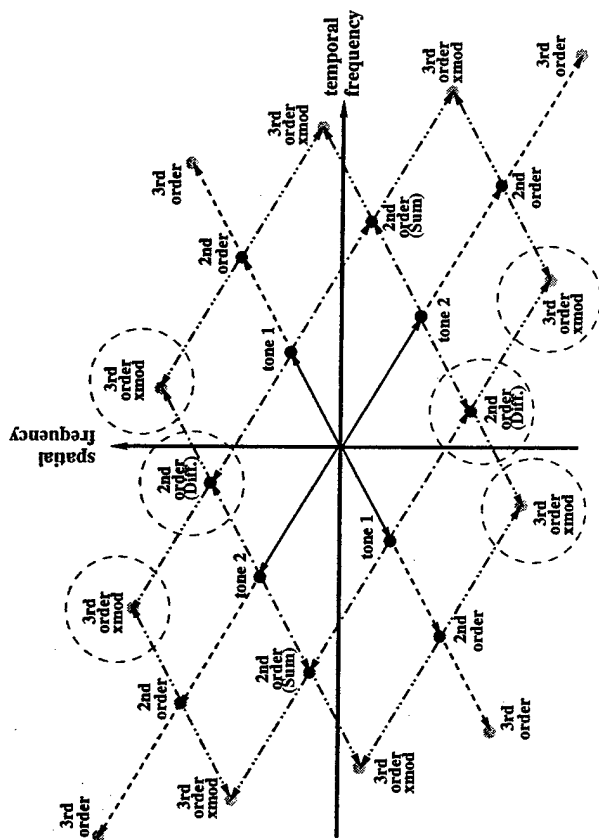 3rd
order
xmod
temporal
frequency
3rd
order
xmod
3rd
order
3rd
order
2nd
order
2nd
order
(Sum)
2nd
order
3rd
order
xmod
tone 1
tone 2
3rd
order
xmod
spatial
frequency
2nd
order
(Diff.)
2nd
order
(Diff.)
tone 2
tone 1
3rd
order
xmod
3rd
order
xmod
2nd
order
2nd
order
(Sum)
2nd
order
3rd
order
3rd
order
xmod
3rd
order
xmod
3rd
order